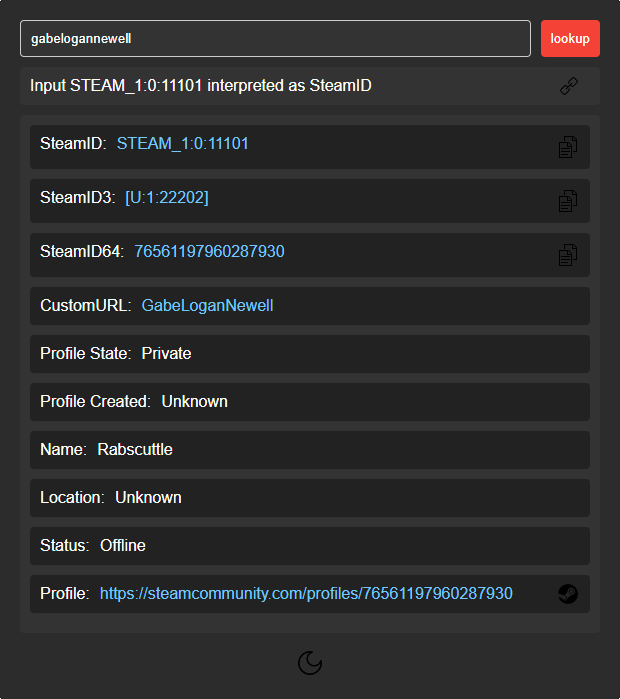 gabelogannewell
lookup
Input STEAM_1:0:11101 interpreted as SteamID
SteamID: STEAM_1:0:11101
SteamID3: [U:1:22202]
SteamID64: 76561197960287930
CustomURL: GabeLoganNewell
Profile State: Private
Profile Created: Unknown
Name: Rabscuttle
Location: Unknown
Status: Offline
Profile: https://steamcommunity.com/profiles/76561197960287930